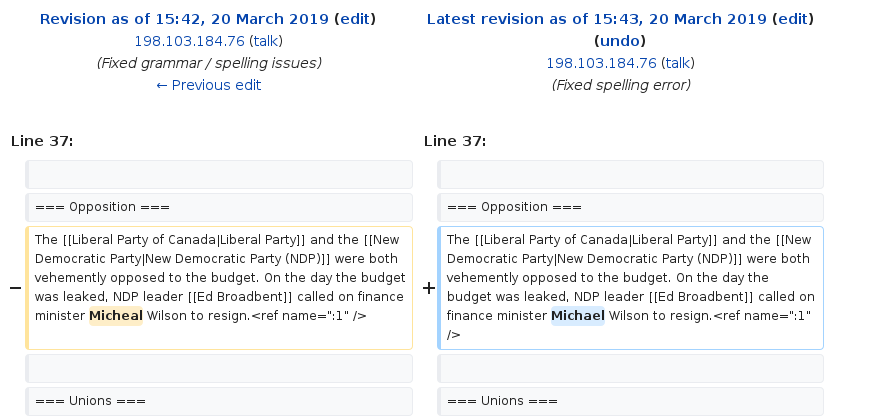 Revision as of 15:42, 20 March 2019 (edit)
198.103.184.76 (talk)
(Fixed grammar / spelling issues)
← Previous edit
Latest revision as of 15:43, 20 March 2019 (edit)
(undo)
198.103.184.76 (talk)
(Fixed spelling error)
Line 37:
Line 37:
=== Opposition ===
=== Opposition ===
− The [[Liberal Party of Canada|Liberal Party]] and the [[New
Democratic Party|New Democratic Party (NDP)]] were both
vehemently opposed to the budget. On the day the budget
was leaked, NDP leader [[Ed Broadbent]] called on finance
minister Micheal Wilson to resign.<ref name=":1" />
+ The [[Liberal Party of Canada|Liberal Party]] and the [[New
Democratic Party|New Democratic Party (NDP)]] were both
vehemently opposed to the budget. On the day the
budget was leaked, NDP leader [[Ed Broadbent]] called on
finance minister Michael Wilson to resign.<ref name=":1"
/>
=== Unions ===
=== Unions ===